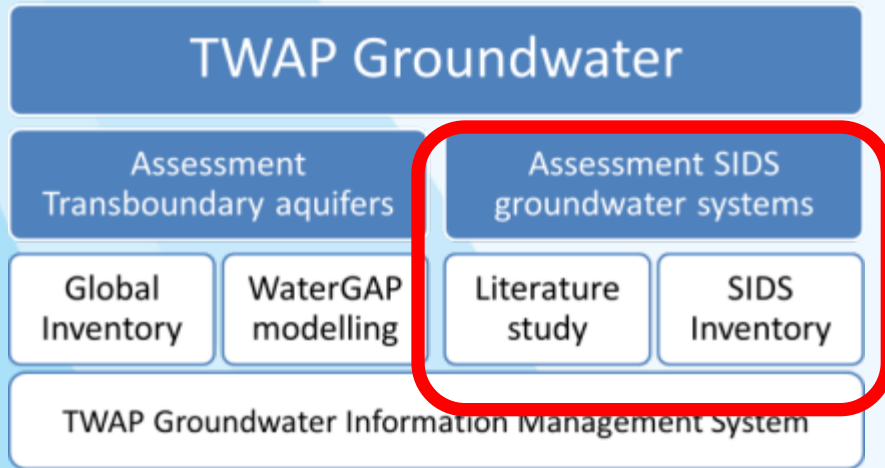 TWAP Groundwater
Assessment
Transboundary aquifers
Assessment SIDS
groundwater systems
Global
Inventory
WaterGAP
modelling
Literature
study
SIDS
Inventory
TWAP Groundwater Information Management System